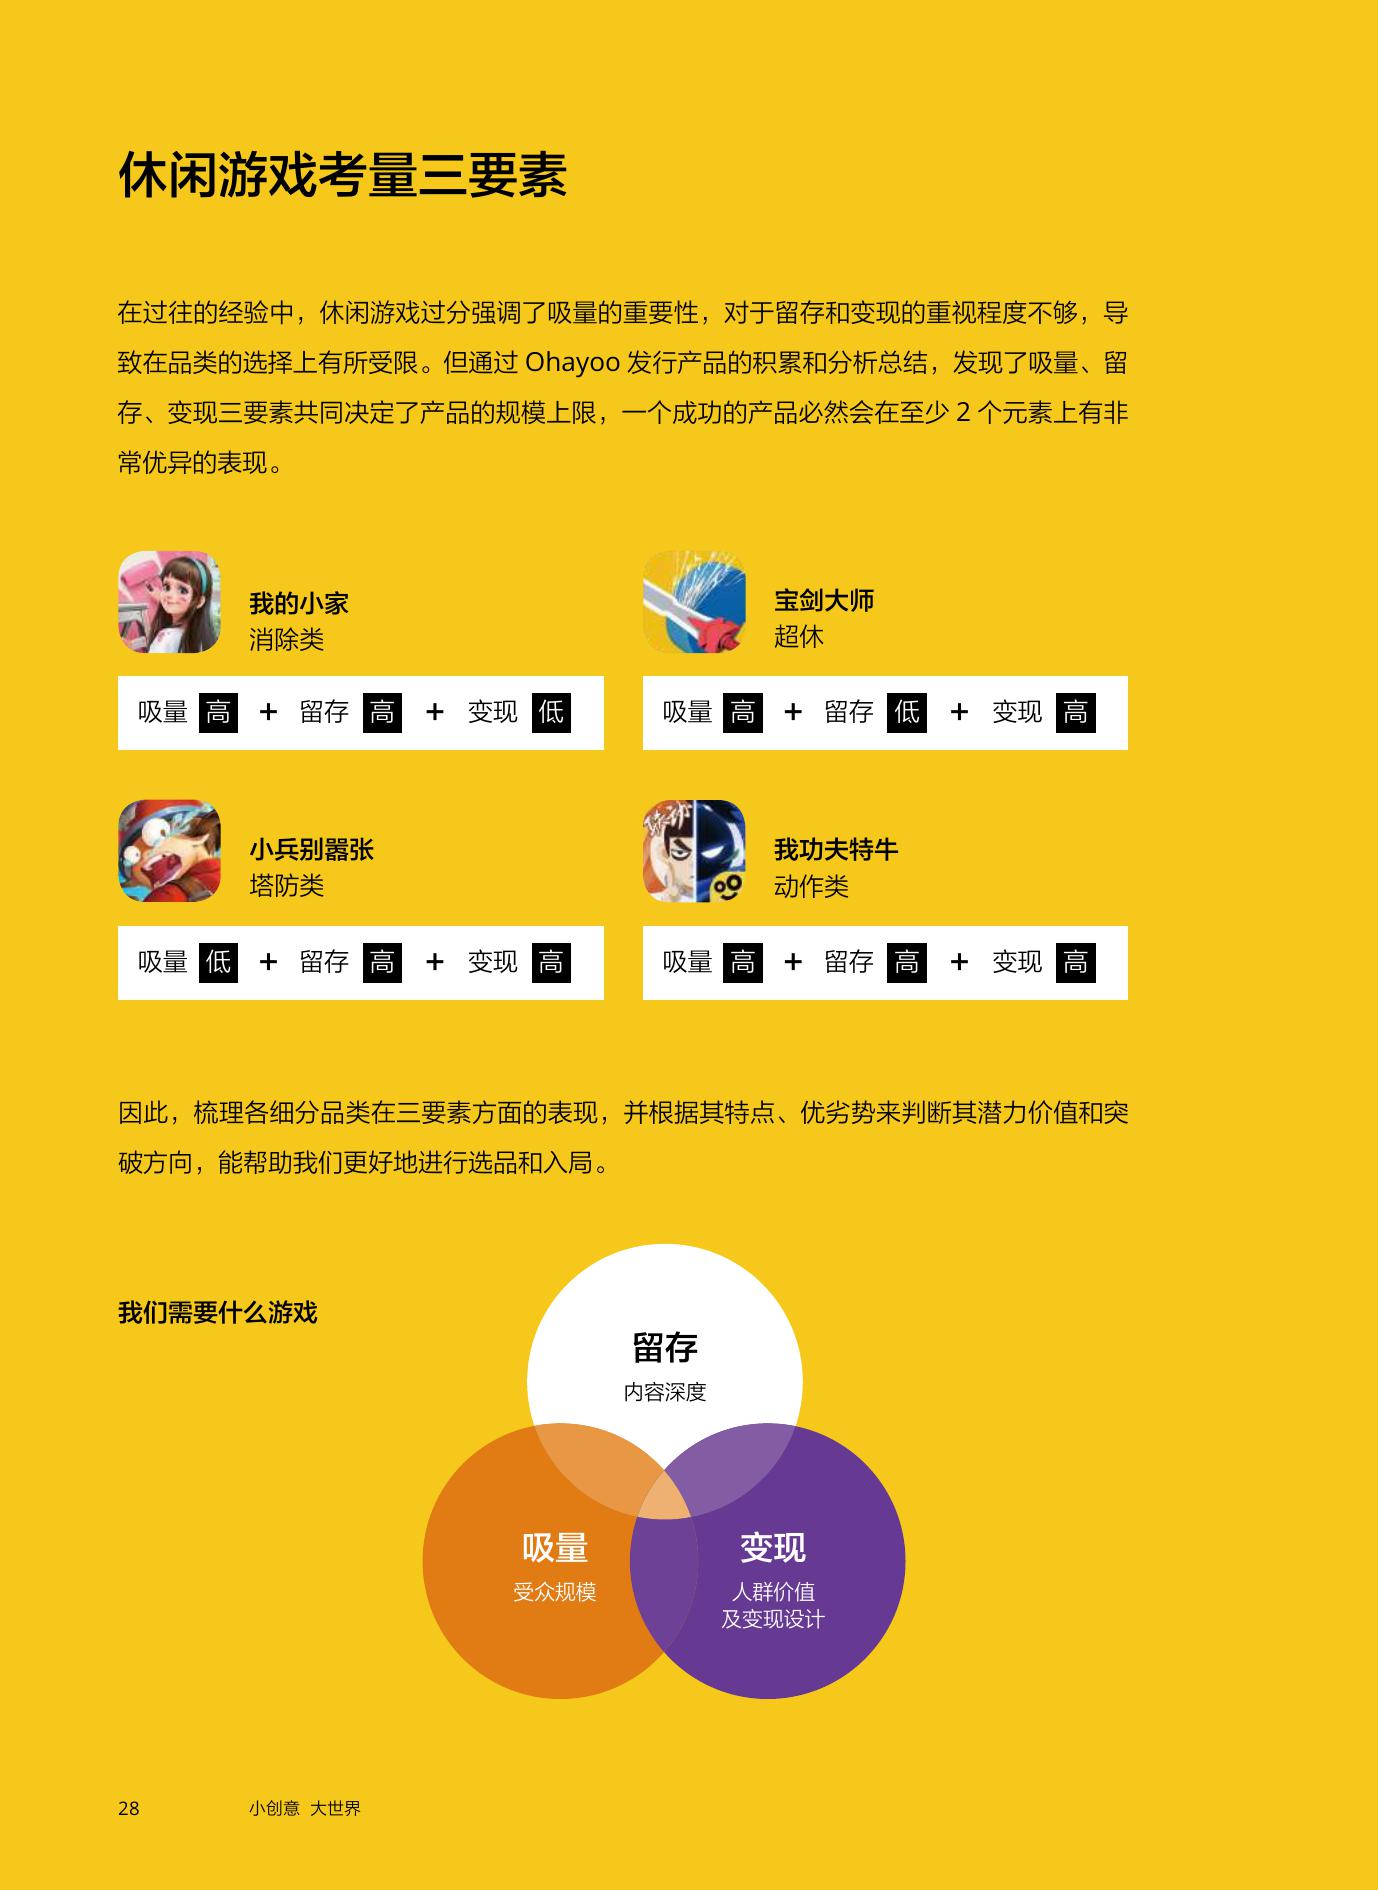 休闲游戏考量三要素
在过往的经验中，休闲游戏过分强调了吸量的重要性，对于留存和变现的重视程度不够，导
致在品类的选择上有所受限。但通过 Ohayoo 发行产品的积累和分析总结，发现了吸量、留
存、变现三要素共同决定了产品的规模上限，一个成功的产品必然会在至少 2 个元素上有非
常优异的表现。
我的小家
消除类
吸量 高 + 留存 高 + 变现 低
宝剑大师
超休
吸量 高 + 留存 低 + 变现 高
小兵别嚣张
塔防类
吸量 低 + 留存 高 + 变现 高
我功夫特牛
动作类
吸量 高 + 留存 高 + 变现 高
因此，梳理各细分品类在三要素方面的表现，并根据其特点、优劣势来判断其潜力价值和突
破方向，能帮助我们更好地进行选品和入局。
我们需要什么游戏
留存
内容深度
吸量
受众规模
变现
人群价值
及变现设计
28 小创意 大世界